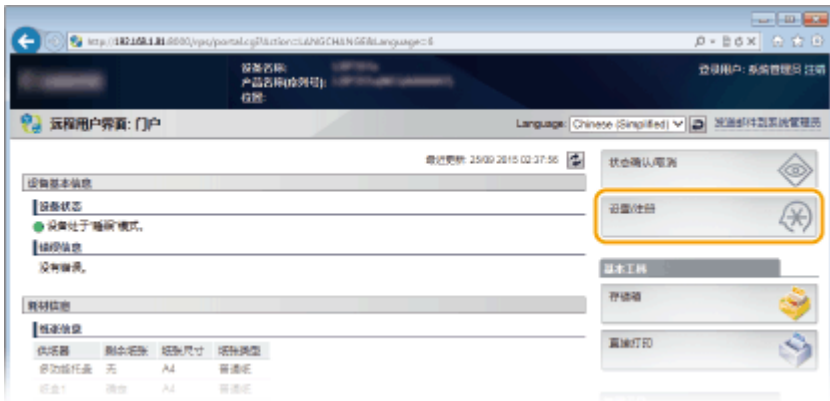 http://192.168.1.81:8000/rps/portal.cgi?Action=LANGCHANGE&Language=6
设备名称:
产品名称(序列号):
位置:
登录用户: 系统管理员 注销
远程用户界面: 门户
Language: Chinese (Simplified)
发送邮件到系统管理员
最近更新: 25/09 2015 02:37:56
状态确认/取消
设备基本信息
设置/注册
设备状态
设备处于"睡眠"模式。
错误信息
没有错误。
基本工具
存储箱
耗材信息
纸张信息
直接打印
供纸器 剩余纸张 纸张尺寸 纸张类型
多功能托盘 无 A4 普通纸
纸盒1 A4 普通纸